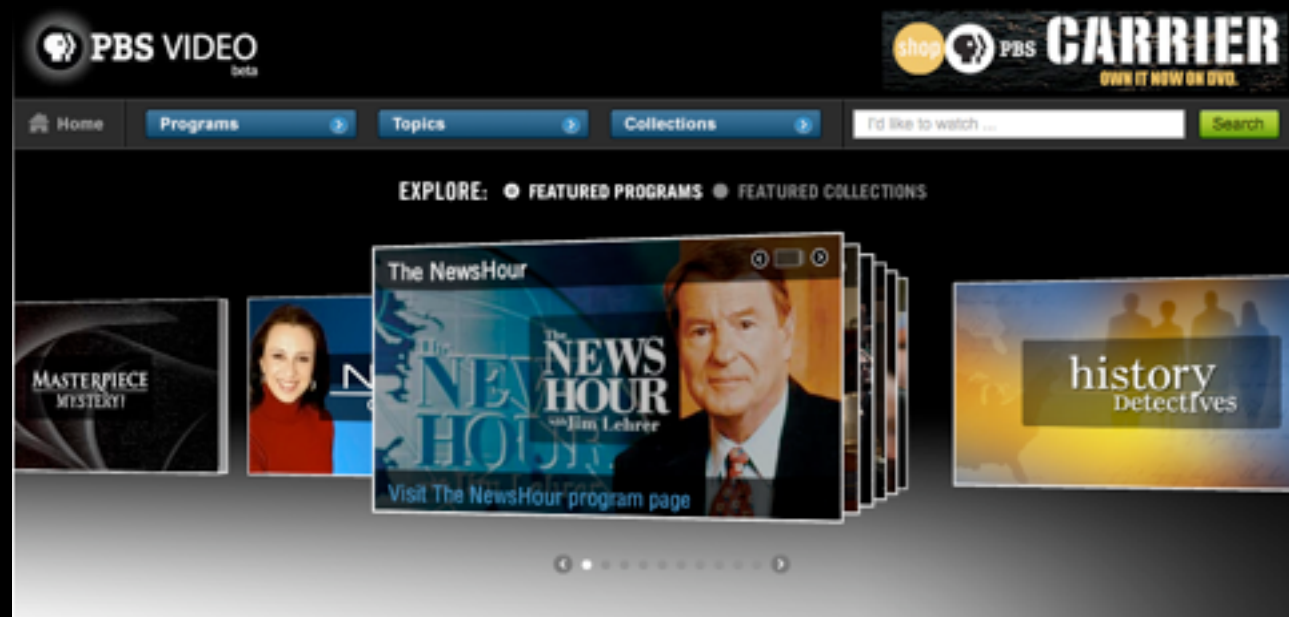 PBS VIDEO
beta
shop PBS CARRIER
OWN IT NOW ON DVD.
Home
Programs
Topics
Collections
I'd like to watch ...
Search
EXPLORE: FEATURED PROGRAMS FEATURED COLLECTIONS
The NewsHour
MASTERPIECE
MYSTERY!
The
NEWS
HOUR
with Jim Lehrer
Visit The NewsHour program page
history
Detectives